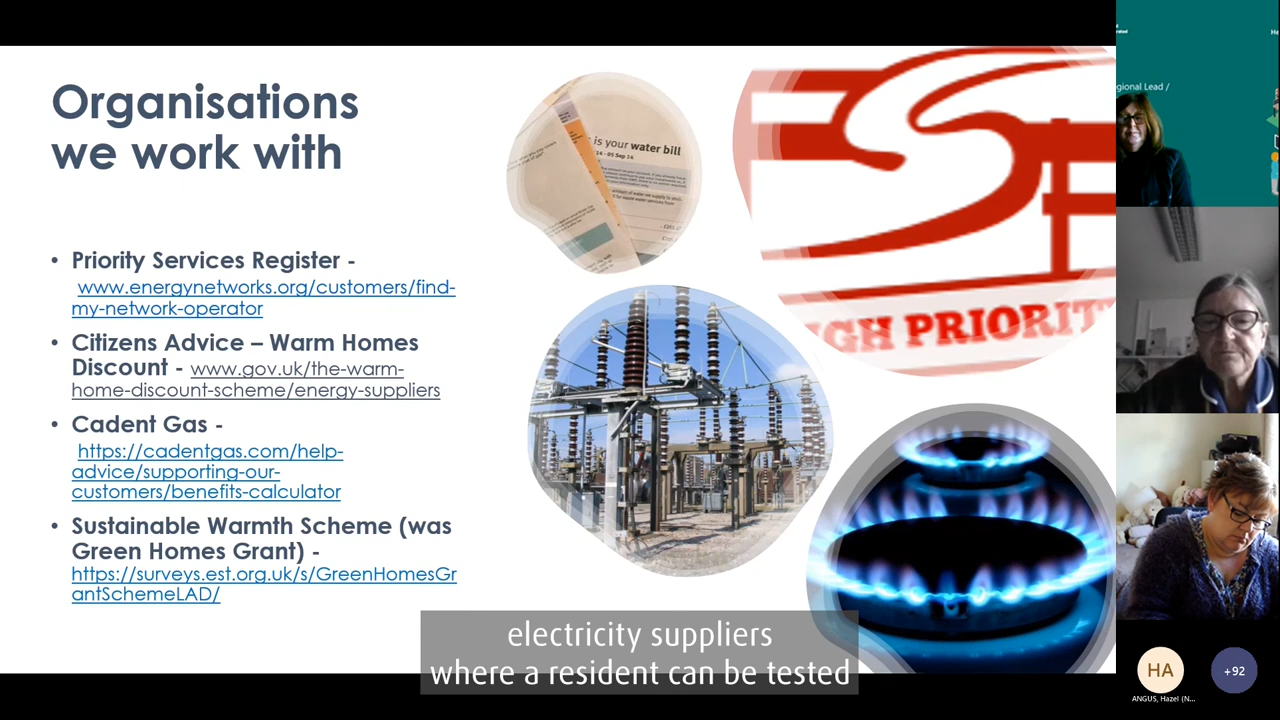 Organisations
we work with
• Priority Services Register -
www.energynetworks.org/customers/find-
my-network-operator
• Citizens Advice – Warm Homes
Discount - www.gov.uk/the-warm-
home-discount-scheme/energy-suppliers
• Cadent Gas -
https://cadentgas.com/help-
advice/supporting-our-
customers/benefits-calculator
• Sustainable Warmth Scheme (was
Green Homes Grant) -
https://surveys.est.org.uk/s/GreenHomesGr
antSchemeLAD/
is your water bill
05 Sep 14
GH PRIORIT
electricity suppliers
where a resident can be tested
gional Lead /
HA
+92
ANGUS, Hazel (N...